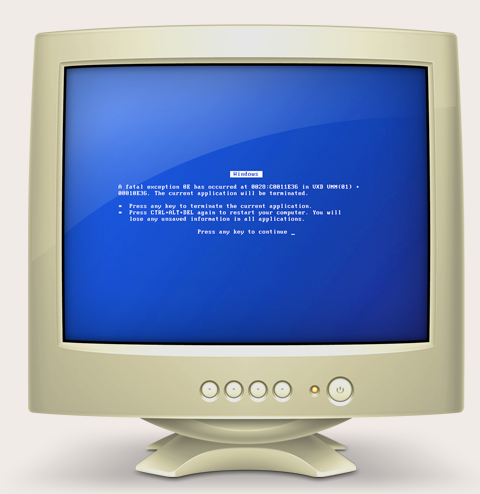 Windows
A fatal exception 0E has occurred at 0028:C0011E36 in VXD VMM(01) +
00010E36. The current application will be terminated.
* Press any key to terminate the current application.
* Press CTRL+ALT+DEL again to restart your computer. You will
lose any unsaved information in all applications.
Press any key to continue _